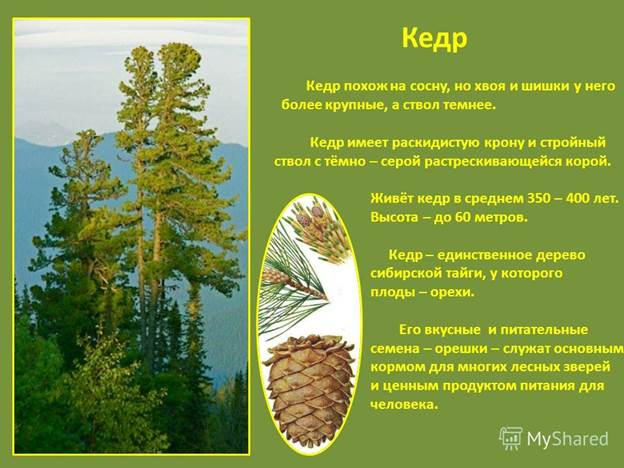 Кедр
Кедр похож на сосну, но хвоя и шишки у него
более крупные, а ствол темнее.
Кедр имеет раскидистую крону и стройный
ствол с тёмно – серой растрескивающейся корой.
Живёт кедр в среднем 350 – 400 лет.
Высота – до 60 метров.
Кедр – единственное дерево
сибирской тайги, у которого
плоды – орехи.
Его вкусные и питательные
семена – орешки – служат основным
кормом для многих лесных зверей
и ценным продуктом питания для
человека.
MyShared